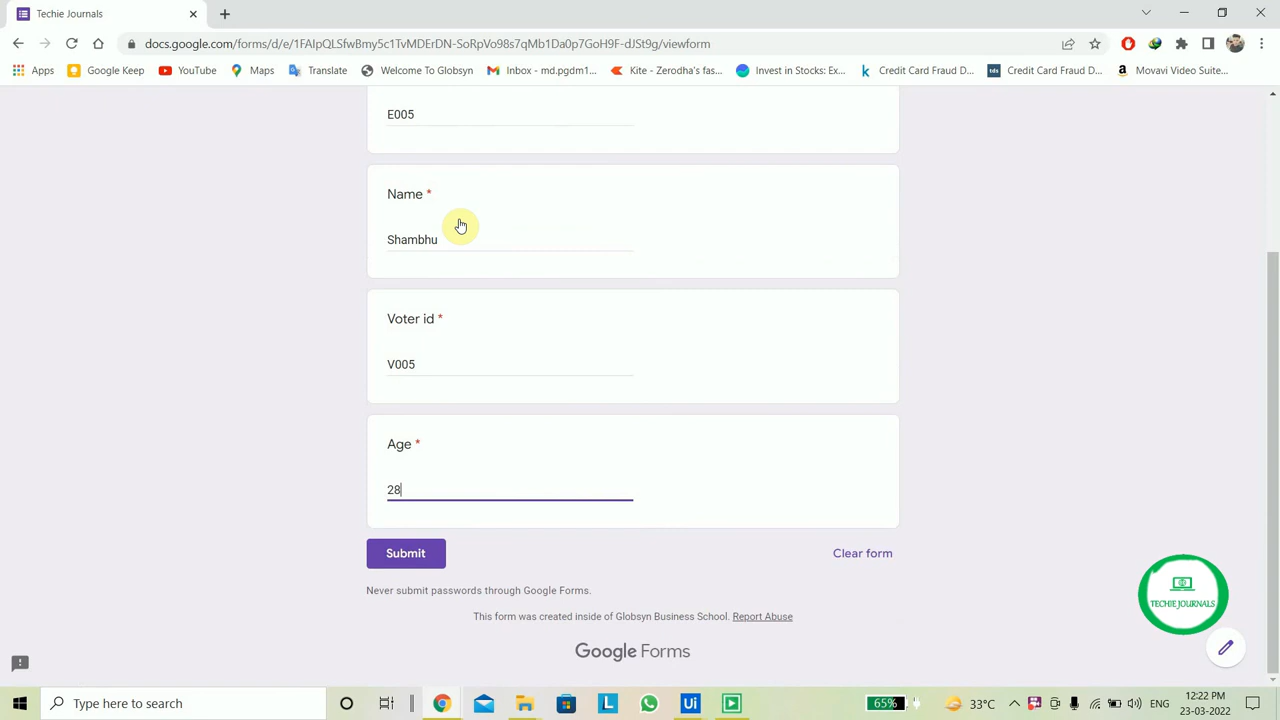 Techie Journals
docs.google.com/forms/d/e/1FAIpQLSfwBmy5c1TvMDTrDN-SoRpVo98s7qMb1Da0p7GoH9F-dJSt9g/viewform
Apps Google Keep YouTube Maps Translate Welcome To Globsyn Inbox - md.pgdm1... Kite - Zerodha's fas... Invest in Stocks: Ex... Credit Card Fraud D... Credit Card Fraud D... Movavi Video Suite...
E005
Name *
Shambhu
Voter id *
V005
Age *
28
Submit Clear form
Never submit passwords through Google Forms.
This form was created inside of Globsyn Business School. Report Abuse
Google Forms
TECHIE JOURNALS
Type here to search
65%
33°C
12:22 PM
23-03-2022